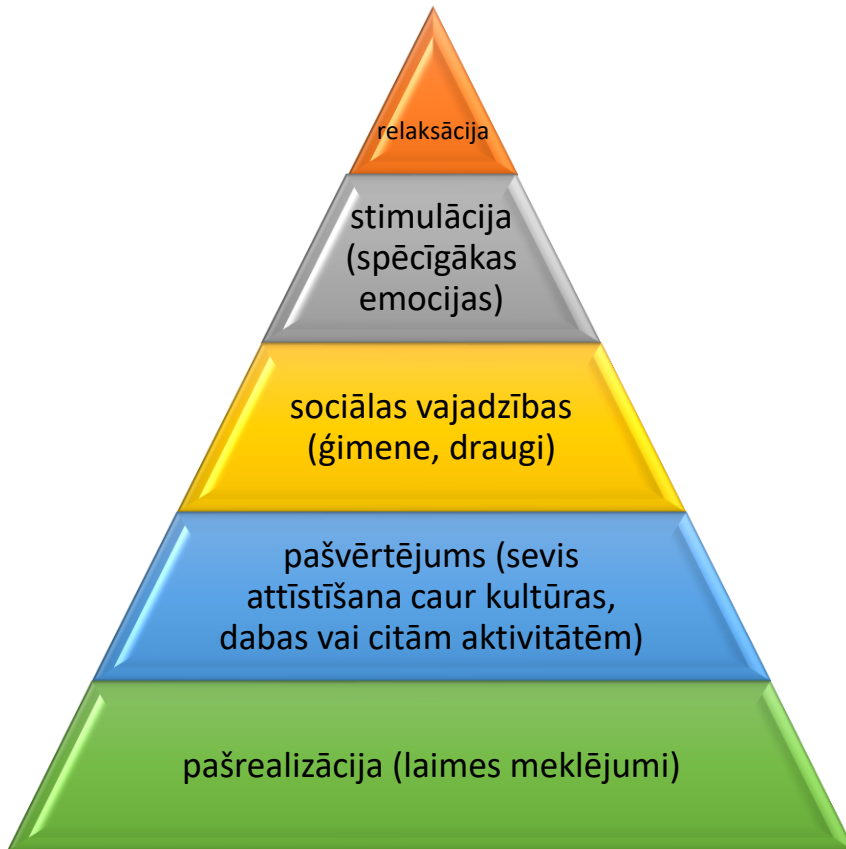 relaksācija
stimulācija
(spēcīgākas
emocijas)
sociālas vajadzības
(ģimene, draugi)
pašvērtējums (sevis
attīstīšana caur kultūras,
dabas vai citām aktivitātēm)
pašrealizācija (laimes meklējumi)